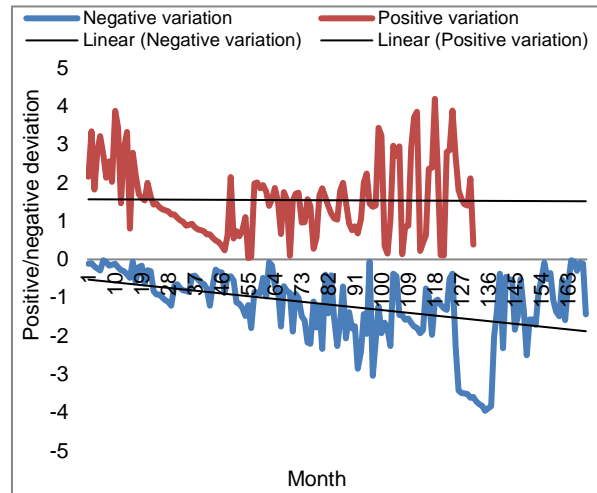 Negative variation Positive variation
Linear (Negative variation) Linear (Positive variation)
Positive/negative deviation
5
4
3
2
1
0
-1
-2
-3
-4
-5
1 10 19 28 37 46 55 64 73 82 91 100 109 118 127 136 145 154 163
Month